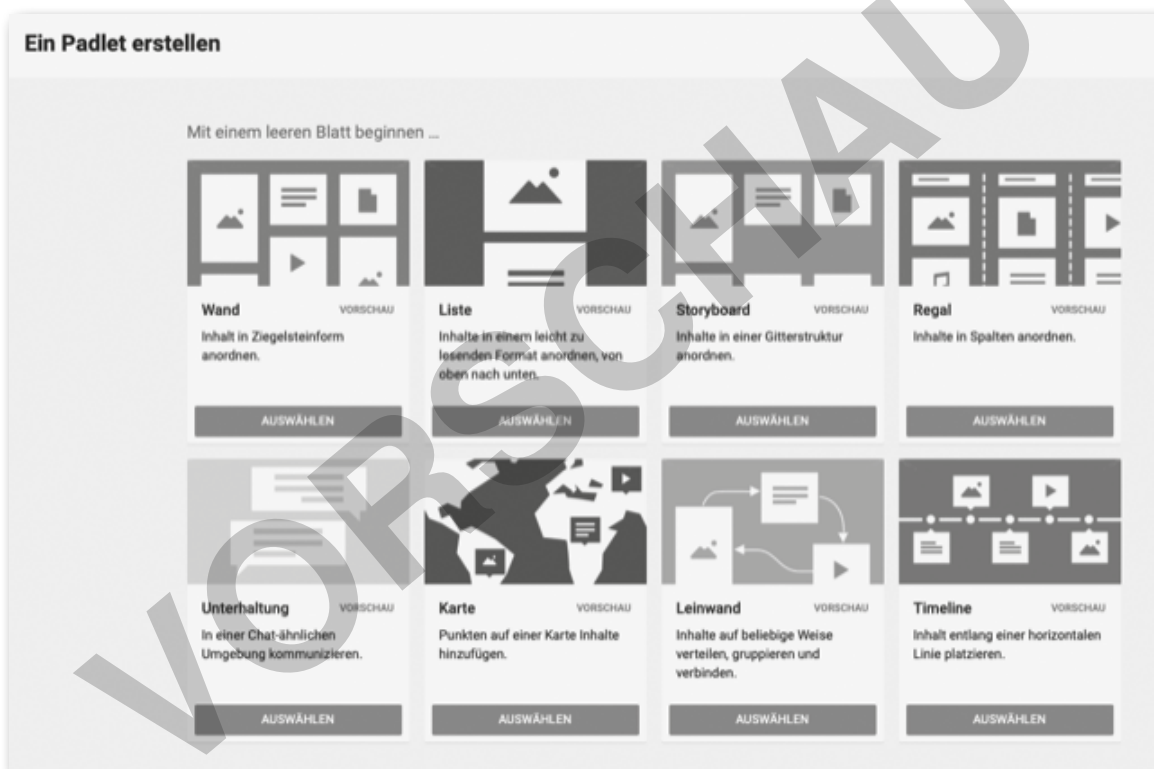 Ein Padlet erstellen
Mit einem leeren Blatt beginnen ...
Wand VORSCHAU
Inhalt in Ziegelsteinform
anordnen.
AUSWÄHLEN
Liste VORSCHAU
Inhalte in einem leicht zu
lesenden Format anordnen, von
oben nach unten.
AUSWÄHLEN
Storyboard VORSCHAU
Inhalte in einer Gitterstruktur
anordnen.
AUSWÄHLEN
Regal VORSCHAU
Inhalte in Spalten anordnen.
AUSWÄHLEN
Unterhaltung VORSCHAU
In einer Chat-ähnlichen
Umgebung kommunizieren.
AUSWÄHLEN
Karte VORSCHAU
Punkten auf einer Karte Inhalte
hinzufügen.
AUSWÄHLEN
Leinwand VORSCHAU
Inhalte auf beliebige Weise
verteilen, gruppieren und
verbinden.
AUSWÄHLEN
Timeline VORSCHAU
Inhalt entlang einer horizontalen
Linie platzieren.
AUSWÄHLEN
VORSCHAU